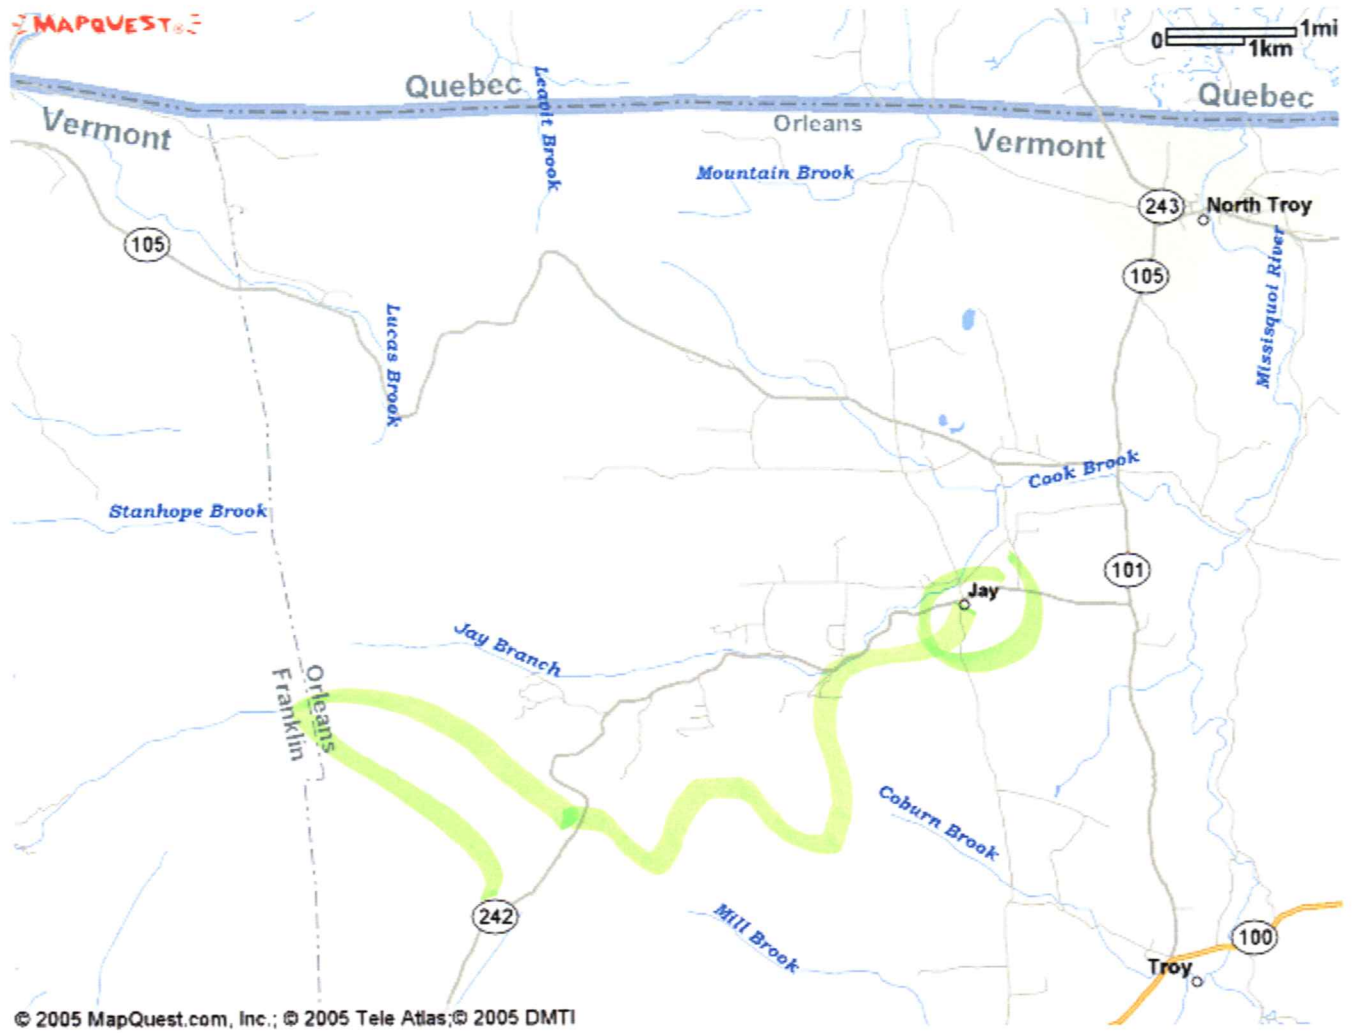 MAPQUEST®
0 1mi
1km
Quebec
Quebec
Vermont
Orleans
Vermont
Leavit Brook
Mountain Brook
243
North Troy
105
105
Missisquoi River
Lucas Brook
Cook Brook
Stanhope Brook
101
Jay
Jay Branch
Orleans
Franklin
Coburn Brook
242
Mill Brook
100
Troy
© 2005 MapQuest.com, Inc.; © 2005 Tele Atlas;© 2005 DMTI